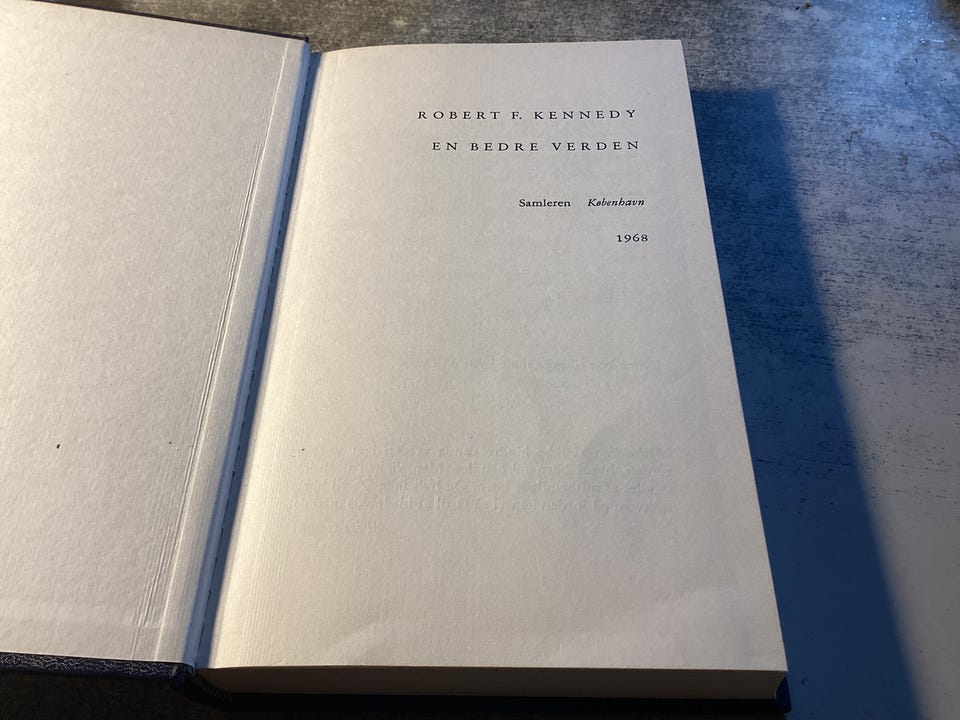 ROBERT F. KENNEDY
EN BEDRE VERDEN
Samleren København
1968